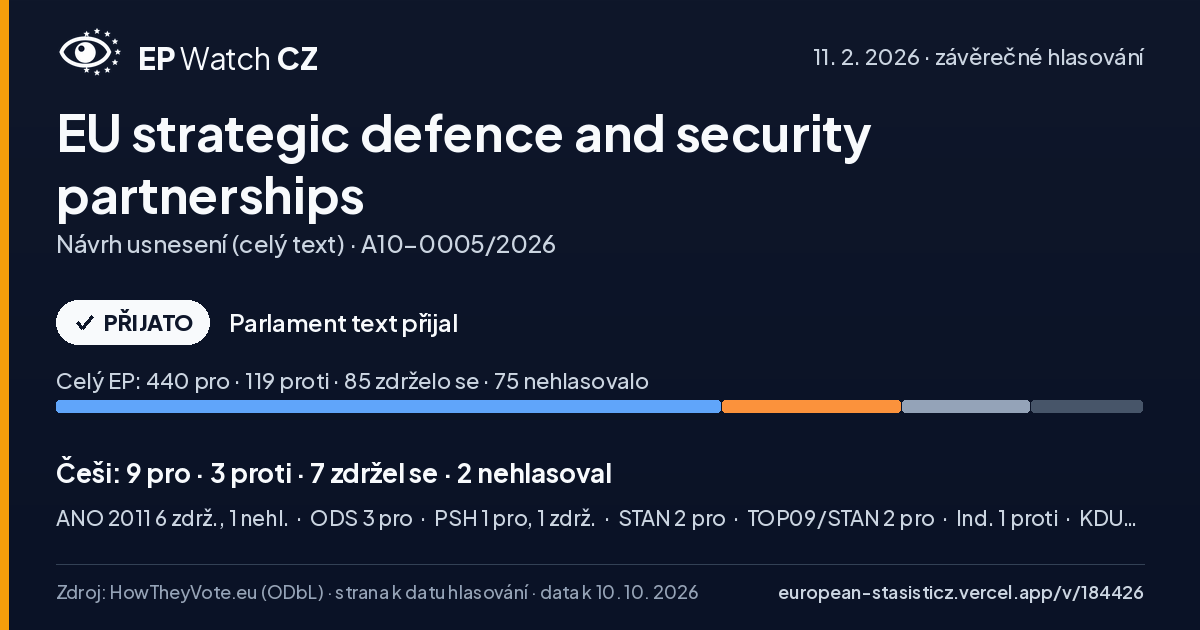 EP Watch CZ
11. 2. 2026 · závěrečné hlasování
EU strategic defence and security
partnerships
Návrh usnesení (celý text) · A10-0005/2026
✓ PŘIJATO
Parlament text přijal
Celý EP: 440 pro · 119 proti · 85 zdrželo se · 75 nehlasovalo
Češi: 9 pro · 3 proti · 7 zdržel se · 2 nehlasoval
ANO 2011 6 zdrž., 1 nehl. · ODS 3 pro · PSH 1 pro, 1 zdrž. · STAN 2 pro · TOP09/STAN 2 pro · Ind. 1 proti · KDU…
Zdroj: HowTheyVote.eu (ODbL) · strana k datu hlasování · data k 10. 10. 2026
european-stasisticz.vercel.app/v/184426